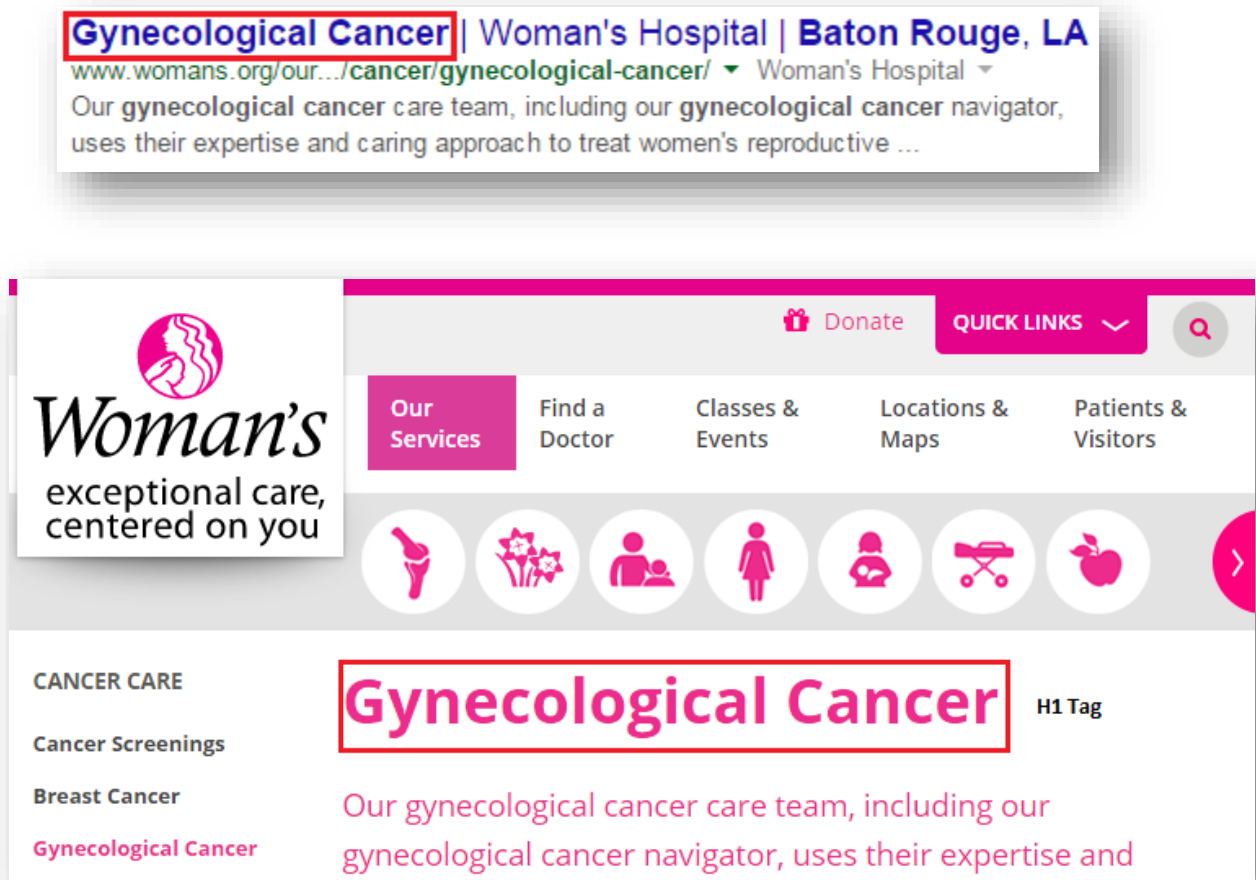 Gynecological Cancer | Woman's Hospital | Baton Rouge, LA
www.womans.org/our.../cancer/gynecological-cancer/ Woman's Hospital
Our gynecological cancer care team, including our gynecological cancer navigator,
uses their expertise and caring approach to treat women's reproductive ...
Donate
QUICK LINKS
Woman's
exceptional care,
centered on you
Our
Services
Find a
Doctor
Classes &
Events
Locations &
Maps
Patients &
Visitors
CANCER CARE
Cancer Screenings
Breast Cancer
Gynecological Cancer
Gynecological Cancer
H1 Tag
Our gynecological cancer care team, including our
gynecological cancer navigator, uses their expertise and